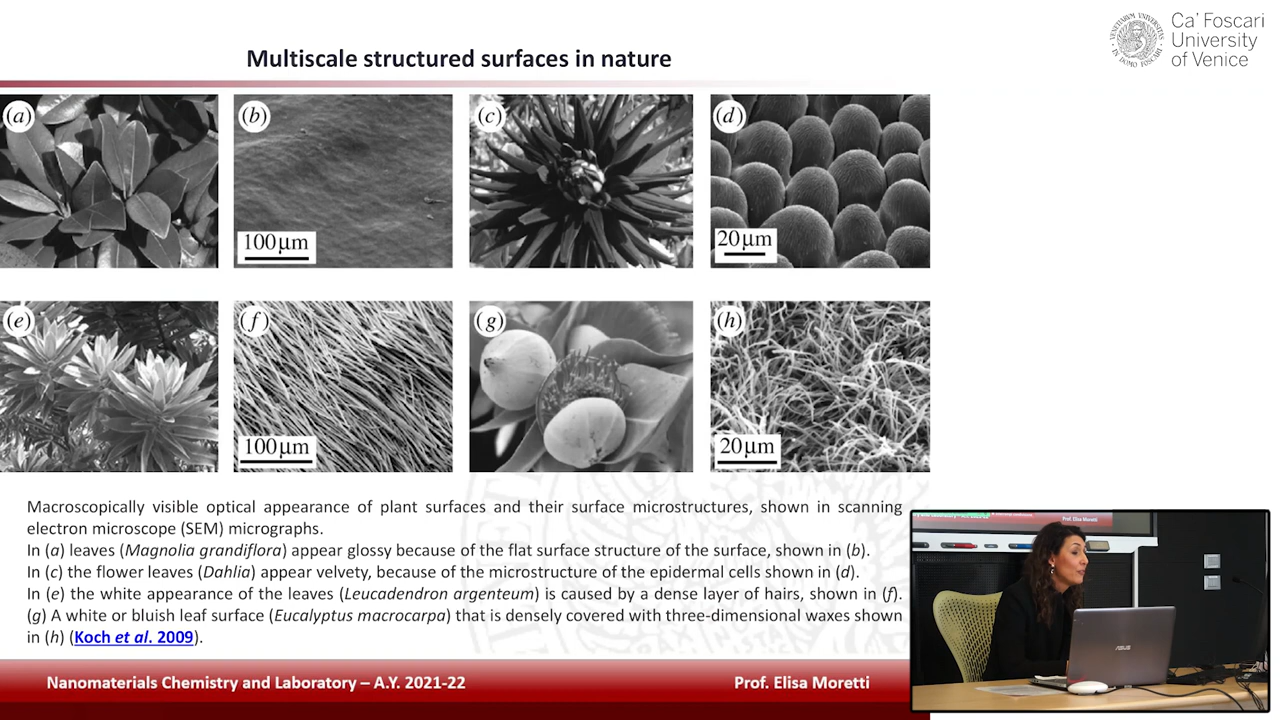 Multiscale structured surfaces in nature
Ca' Foscari
University
of Venice
(a)
(b)
100 µm
(c)
(d)
20 µm
(e)
(f)
100 µm
(g)
(h)
20 µm
Macroscopically visible optical appearance of plant surfaces and their surface microstructures, shown in scanning
electron microscope (SEM) micrographs.
In (a) leaves (Magnolia grandiflora) appear glossy because of the flat surface structure of the surface, shown in (b).
In (c) the flower leaves (Dahlia) appear velvety, because of the microstructure of the epidermal cells shown in (d).
In (e) the white appearance of the leaves (Leucadendron argenteum) is caused by a dense layer of hairs, shown in (f).
(g) A white or bluish leaf surface (Eucalyptus macrocarpa) that is densely covered with three-dimensional waxes shown
in (h) (Koch et al. 2009).
Nanomaterials Chemistry and Laboratory – A.Y. 2021-22
Prof. Elisa Moretti
Prof. Elisa Moretti
ASUS